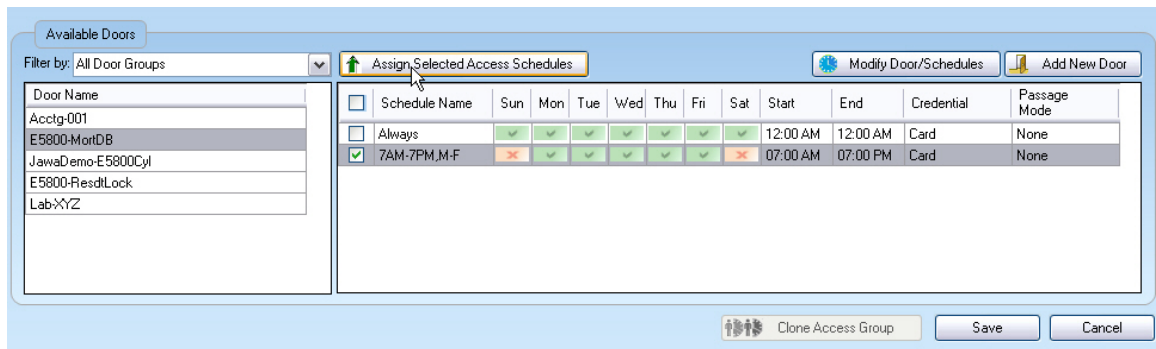 Available Doors
Filter by: All Door Groups
Assign Selected Access Schedules
Modify Door/Schedules
Add New Door
Door Name
Acctg-001
E5800-MortDB
JawaDemo-E5800Cyl
E5800-ResdtLock
Lab-XYZ
Schedule Name Sun Mon Tue Wed Thu Fri Sat Start End Credential Passage Mode
Always 12:00 AM 12:00 AM Card None
7AM-7PM,M-F 07:00 AM 07:00 PM Card None
Clone Access Group
Save
Cancel